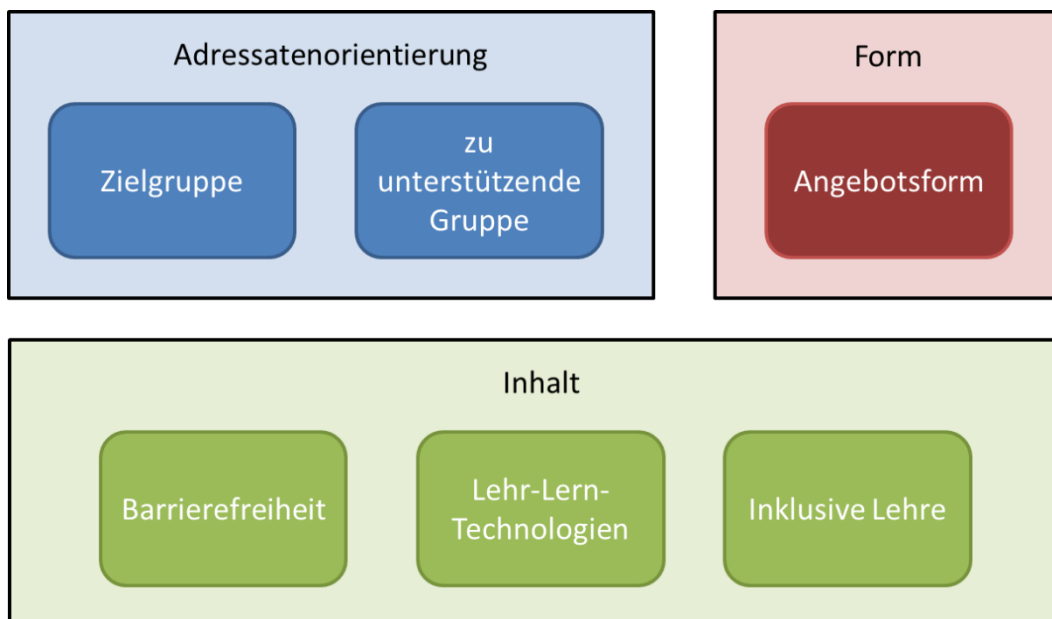 Adressatenorientierung
Zielgruppe
zu
unterstützende
Gruppe
Form
Angebotsform
Inhalt
Barrierefreiheit
Lehr-Lern-
Technologien
Inklusive Lehre